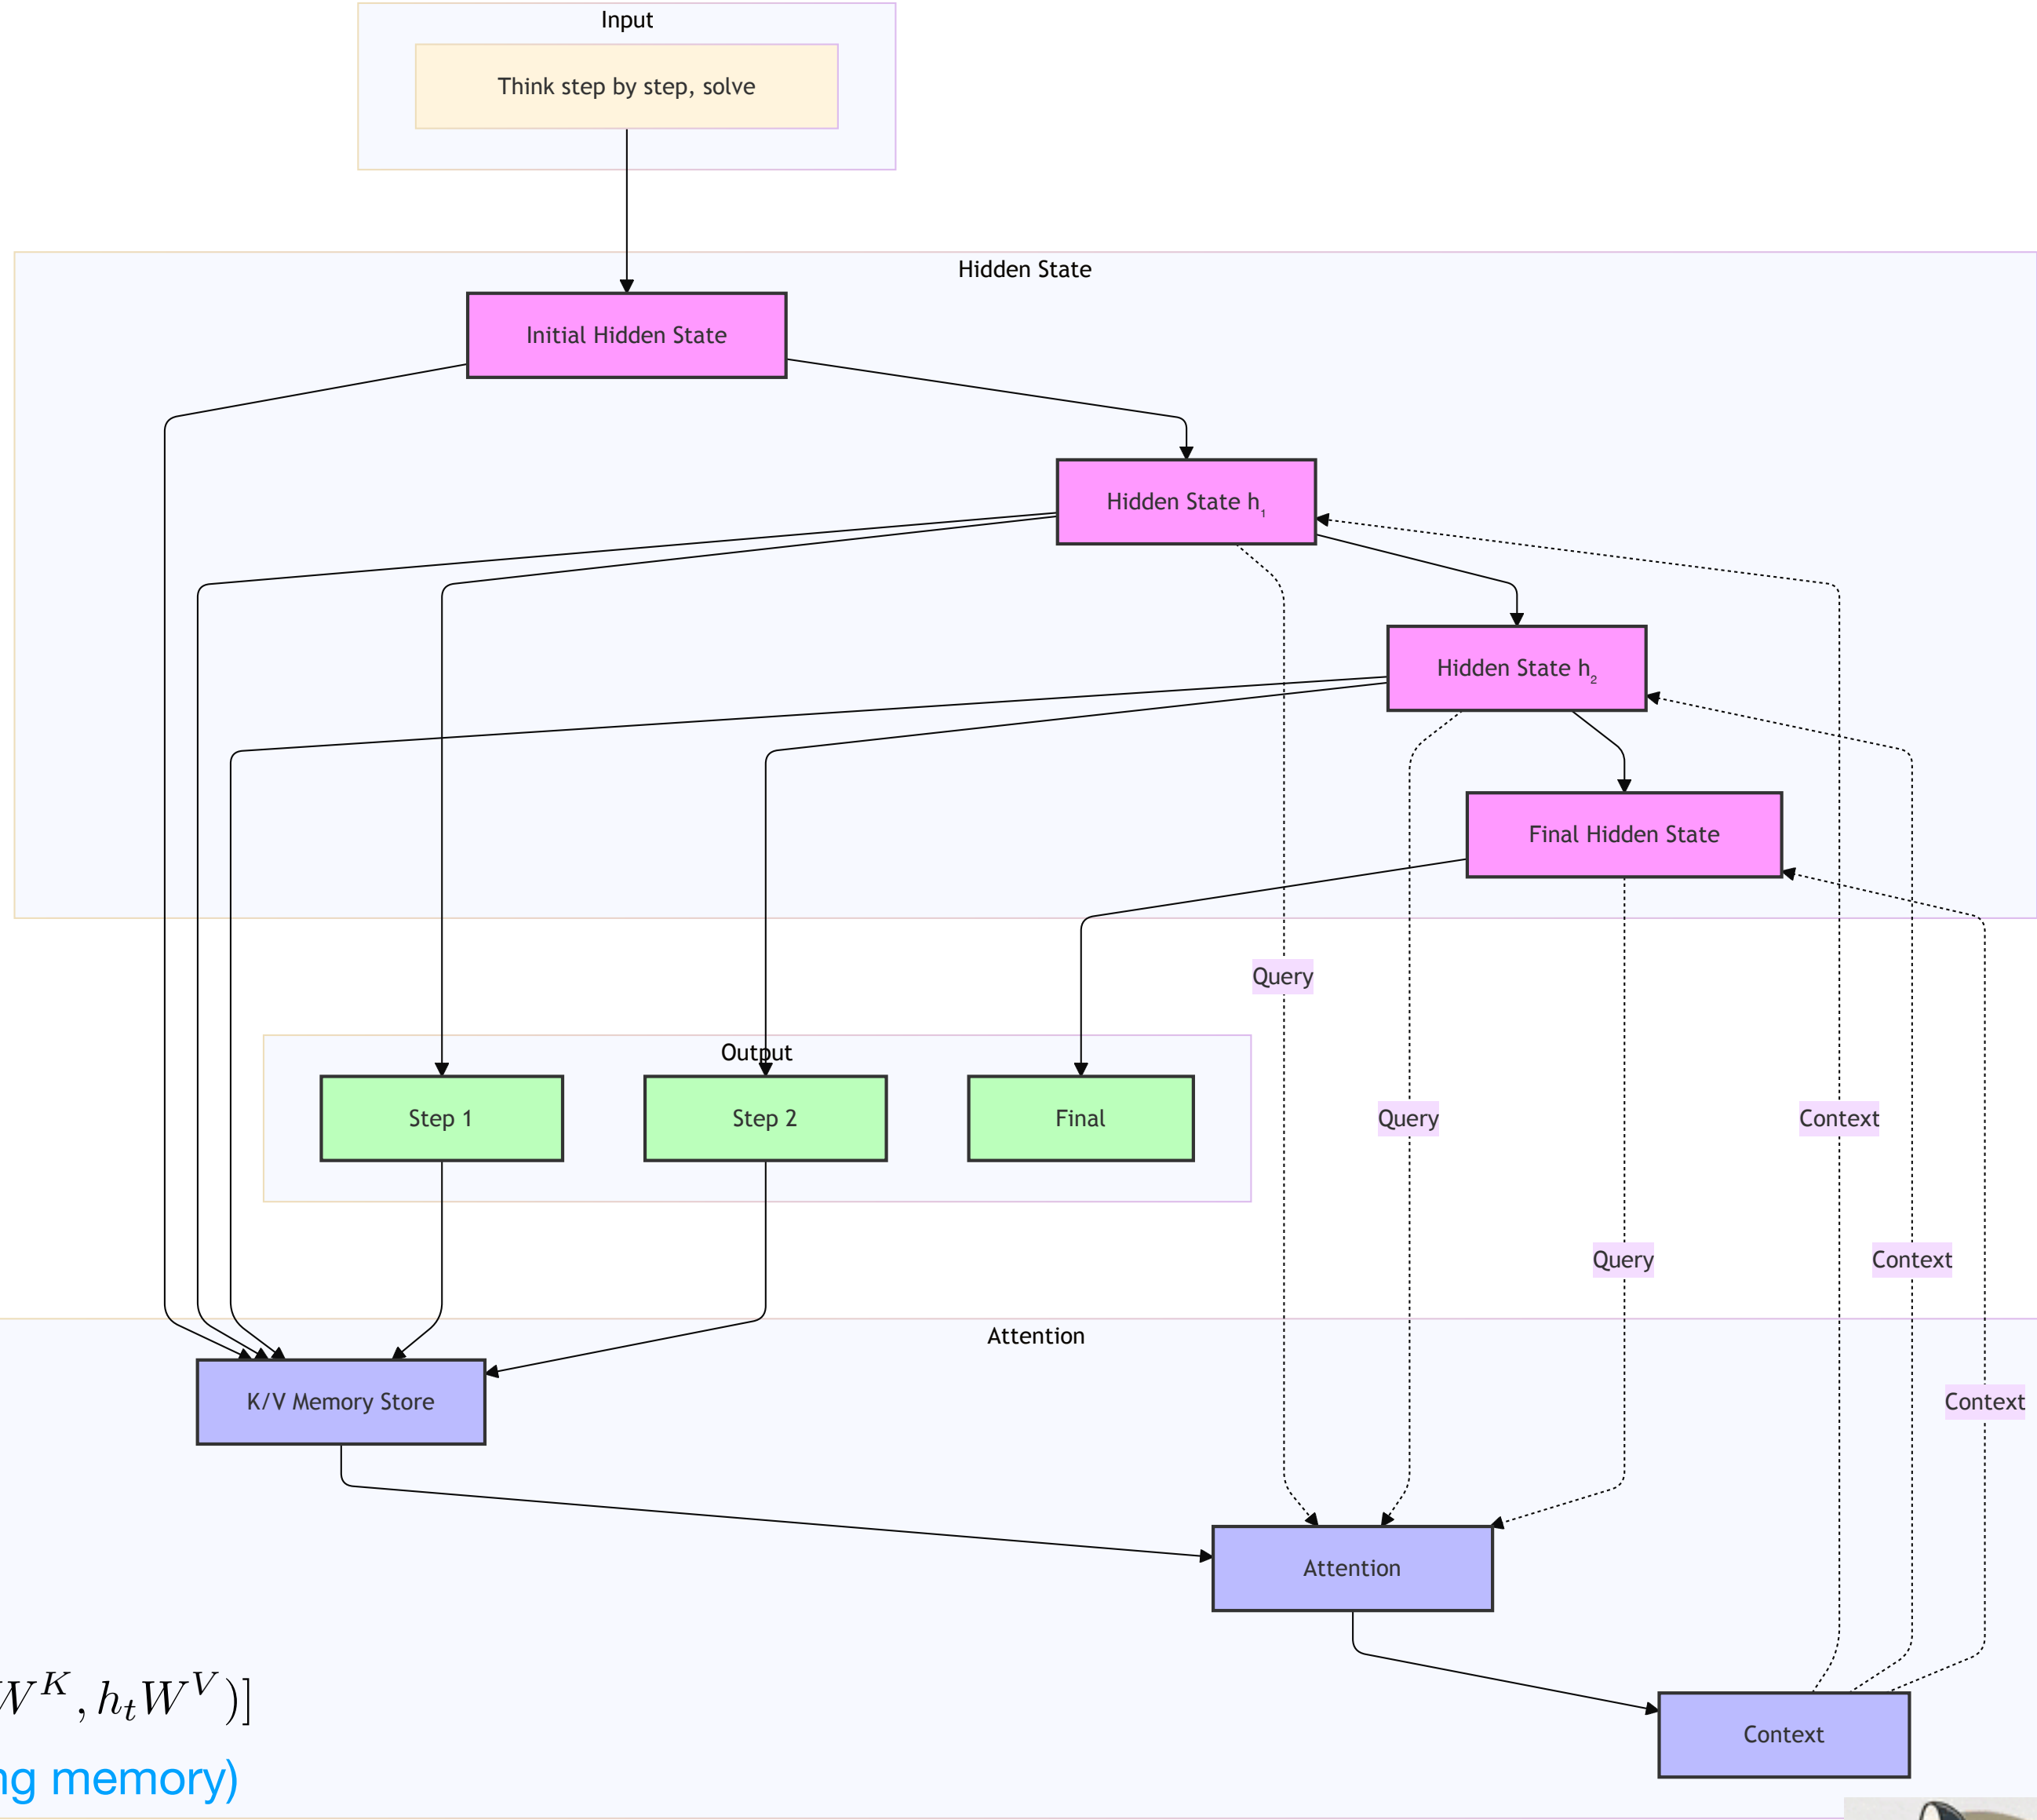 Input
Think step by step, solve
Hidden State
Initial Hidden State
Hidden State h₁
Hidden State h₂
Final Hidden State
Query
Output
Step 1
Step 2
Final
Query
Context
Query
Context
Attention
K/V Memory Store
Context
Attention
W^K, h_t W^V)]
Context
ng memory)